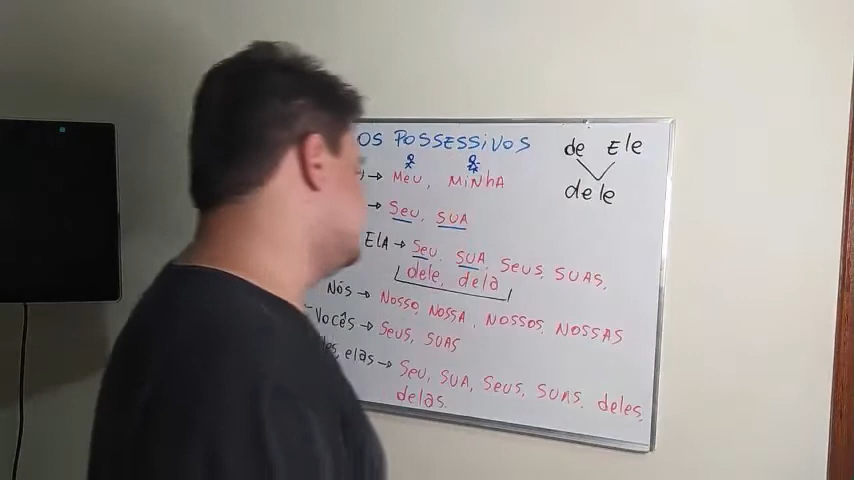 OS POSSESSIVOS
→ MEU, MINHA
→ SEU, SUA
ElA → SEU, SUA, SEUS, SUAS,
dele, dela
NÓS → NOSSO, NOSSA, NOSSOS, NOSSAS
VOCÊS → SEUS, SUAS
elas → SEU, SUA, SEUS, SUAS, deles,
delas.
de Ele
dele